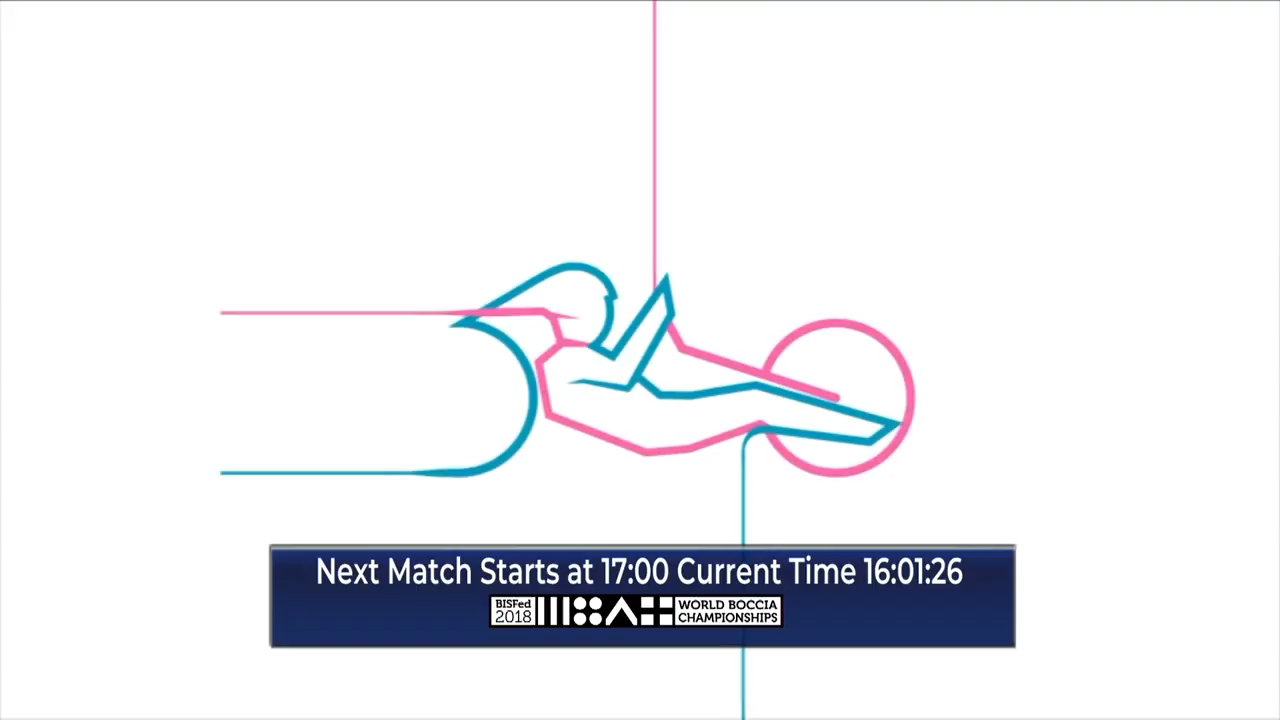 Next Match Starts at 17:00 Current Time 16:01:26
BISFed
2018
WORLD BOCCIA
CHAMPIONSHIPS